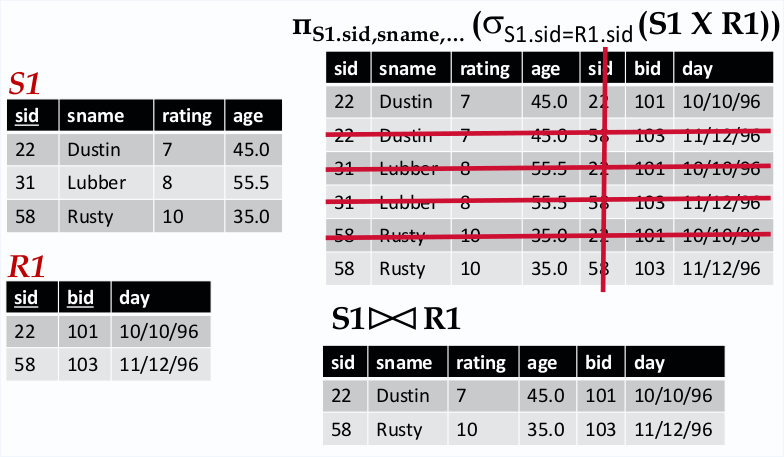 πS1.sid,sname,… (σS1.sid=R1.sid (S1 X R1))
S1
sid sname rating age
22 Dustin 7 45.0
31 Lubber 8 55.5
58 Rusty 10 35.0
R1
sid bid day
22 101 10/10/96
58 103 11/12/96
sid sname rating age sid bid day
22 Dustin 7 45.0 22 101 10/10/96
22 Dustin 7 45.0 58 103 11/12/96
31 Lubber 8 55.5 22 101 10/10/96
31 Lubber 8 55.5 58 103 11/12/96
58 Rusty 10 35.0 22 101 10/10/96
58 Rusty 10 35.0 58 103 11/12/96
S1⋈R1
sid sname rating age bid day
22 Dustin 7 45.0 101 10/10/96
58 Rusty 10 35.0 103 11/12/96